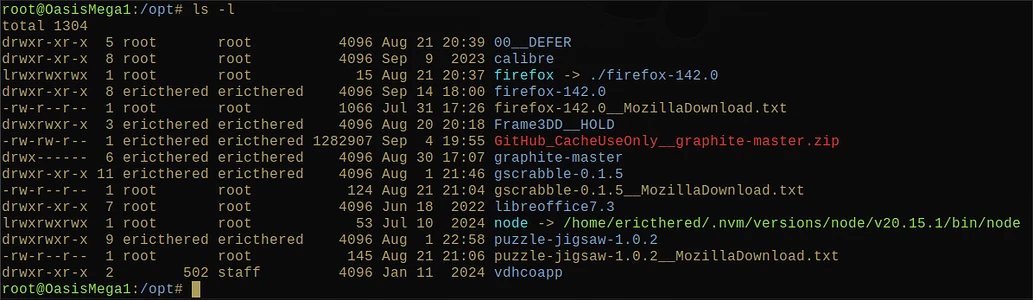 root@OasisMega1:/opt# ls -l
total 1304
drwxr-xr-x  5 root       root          4096 Aug 21 20:39 00__DEFER
drwxr-xr-x  8 root       root          4096 Sep  9  2023 calibre
lrwxrwxrwx  1 root       root            15 Aug 21 20:37 firefox -> ./firefox-142.0
drwxr-xr-x  8 ericthered ericthered    4096 Sep 14 18:00 firefox-142.0
-rw-r--r--  1 root       root          1066 Jul 31 17:26 firefox-142.0__MozillaDownload.txt
drwxrwxr-x  3 ericthered ericthered    4096 Aug 20 20:18 Frame3DD__HOLD
-rw-rw-r--  1 ericthered ericthered 1282907 Sep  4 19:55 GitHub_CacheUseOnly__graphite-master.zip
drwx------  6 ericthered ericthered    4096 Aug 30 17:07 graphite-master
drwxr-xr-x 11 ericthered ericthered    4096 Aug  1 21:46 gscrabble-0.1.5
-rw-r--r--  1 root       root           124 Aug 21 21:04 gscrabble-0.1.5__MozillaDownload.txt
drwxr-xr-x  7 root       root          4096 Jun 18  2022 libreoffice7.3
lrwxrwxrwx  1 root       root            53 Jul 10  2024 node -> /home/ericthered/.nvm/versions/node/v20.15.1/bin/node
drwxrwxr-x  9 ericthered ericthered    4096 Aug  1 22:58 puzzle-jigsaw-1.0.2
-rw-r--r--  1 root       root           145 Aug 21 21:06 puzzle-jigsaw-1.0.2__MozillaDownload.txt
drwxr-xr-x  2        502 staff         4096 Jan 11  2024 vdhcoapp
root@OasisMega1:/opt#